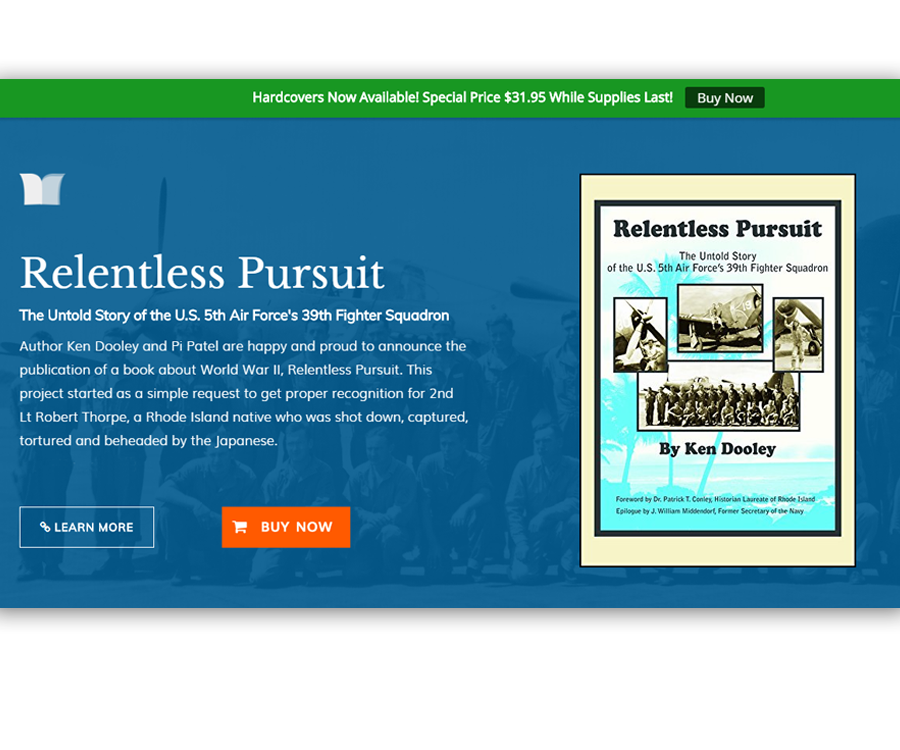 Hardcovers Now Available! Special Price $31.95 While Supplies Last! Buy Now
Relentless Pursuit
The Untold Story of the U.S. 5th Air Force's 39th Fighter Squadron
Author Ken Dooley and Pi Patel are happy and proud to announce the
publication of a book about World War II, Relentless Pursuit. This
project started as a simple request to get proper recognition for 2nd
Lt Robert Thorpe, a Rhode Island native who was shot down, captured,
tortured and beheaded by the Japanese.
LEARN MORE
BUY NOW
Relentless Pursuit
The Untold Story
of the U.S. 5th Air Force's 39th Fighter Squadron
By Ken Dooley
Foreword by Dr. Patrick T. Conley, Historian Laureate of Rhode Island
Epilogue by J. William Middendorf, Former Secretary of the Navy